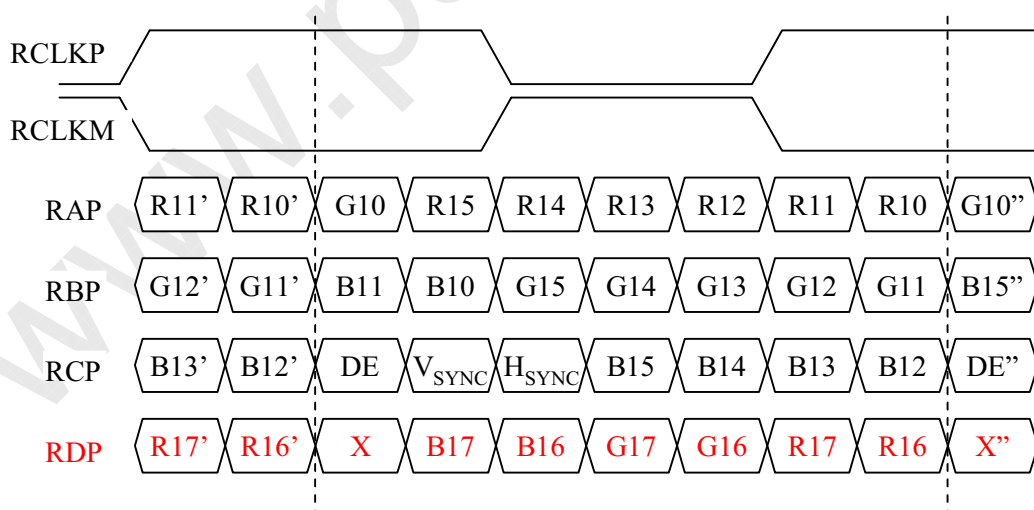 RCLKP
RCLKM
RAP R11’ R10’ G10 R15 R14 R13 R12 R11 R10 G10”
RBP G12’ G11’ B11 B10 G15 G14 G13 G12 G11 B15”
RCP B13’ B12’ DE VSYNC HSYNC B15 B14 B13 B12 DE”
RDP R17’ R16’ X B17 B16 G17 G16 R17 R16 X”
www.p